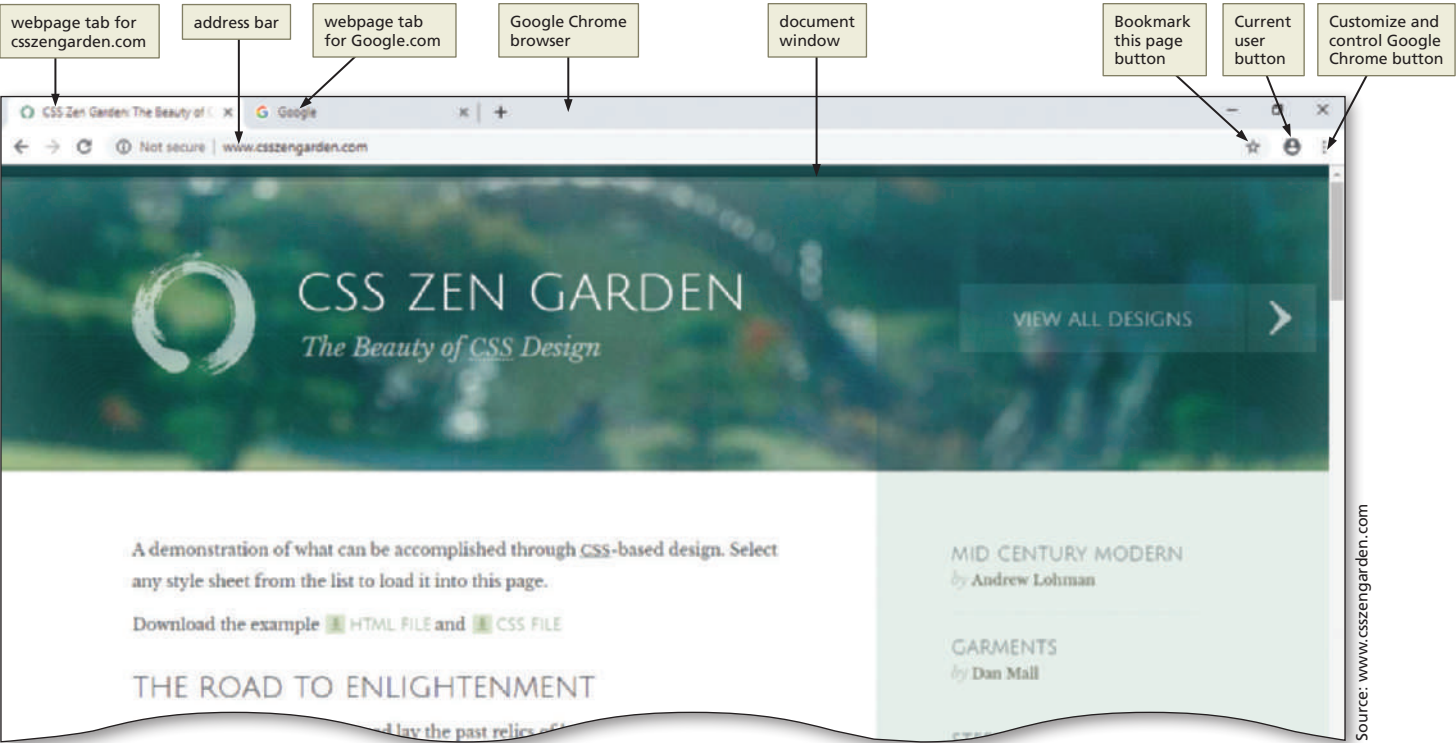 webpage tab for
csszengarden.com
address bar
webpage tab
for Google.com
Google Chrome
browser
document
window
Bookmark
this page
button
Current
user
button
Customize and
control Google
Chrome button
CSS Zen Garden: The Beauty of
Google
Not secure | www.csszengarden.com
CSS ZEN GARDEN
The Beauty of CSS Design
VIEW ALL DESIGNS
A demonstration of what can be accomplished through CSS-based design. Select
any style sheet from the list to load it into this page.
Download the example HTML FILE and CSS FILE
THE ROAD TO ENLIGHTENMENT
lay the past relics of
MID CENTURY MODERN
by Andrew Lohman
GARMENTS
by Dan Mall
Source: www.csszengarden.com